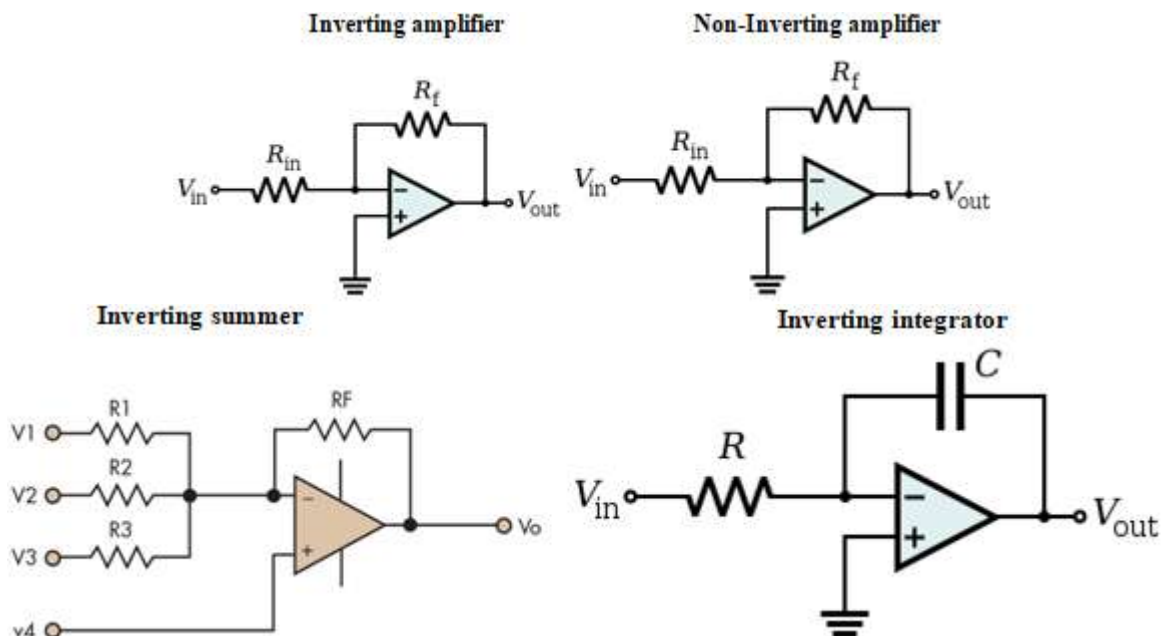 Inverting amplifier
Non-Inverting amplifier
Rf
Rin
Vin
−
+
Vout
Rf
Rin
Vin
−
+
Vout
Inverting summer
Inverting integrator
C
R
Vin
−
+
Vout
RF
V1
R1
V2
R2
V3
R3
−
+
Vo
v4